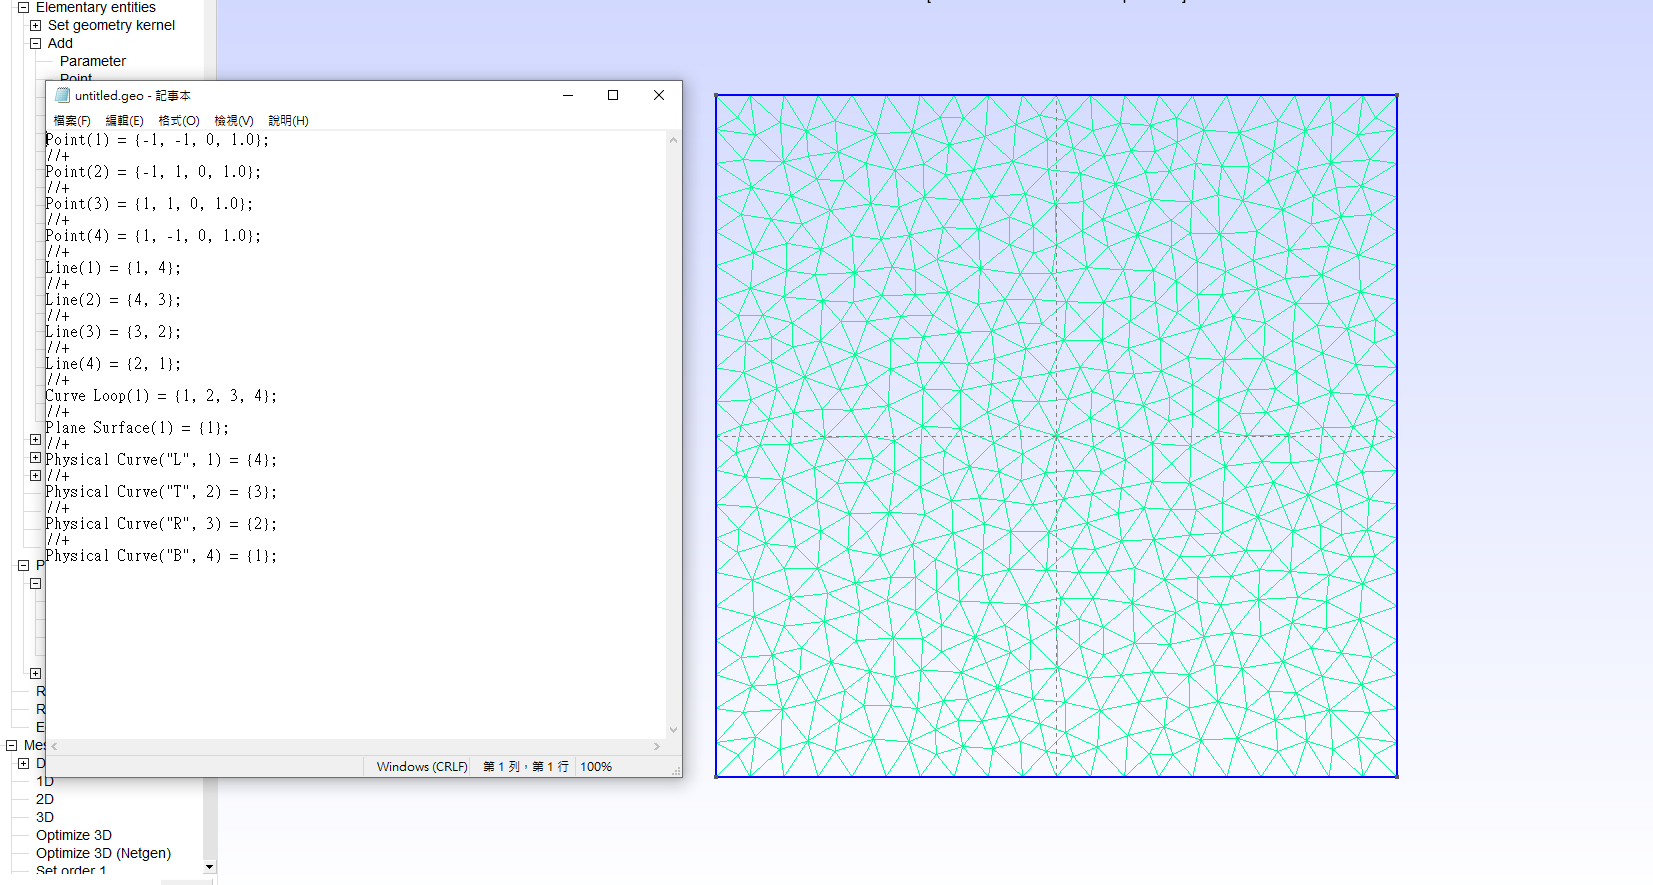 Elementary entities
Set geometry kernel
Add
Parameter
Point
untitled.geo - 記事本
檔案(F) 編輯(E) 格式(O) 檢視(V) 說明(H)
Point(1) = {-1, -1, 0, 1.0};
//+
Point(2) = {-1, 1, 0, 1.0};
//+
Point(3) = {1, 1, 0, 1.0};
//+
Point(4) = {1, -1, 0, 1.0};
//+
Line(1) = {1, 4};
//+
Line(2) = {4, 3};
//+
Line(3) = {3, 2};
//+
Line(4) = {2, 1};
//+
Curve Loop(1) = {1, 2, 3, 4};
//+
Plane Surface(1) = {1};
//+
Physical Curve("L", 1) = {4};
//+
Physical Curve("T", 2) = {3};
//+
Physical Curve("R", 3) = {2};
//+
Physical Curve("B", 4) = {1};
P
R
R
E
Mes
D
Windows (CRLF) 第 1 列，第 1 行 100%
1D
2D
3D
Optimize 3D
Optimize 3D (Netgen)
Set order 1